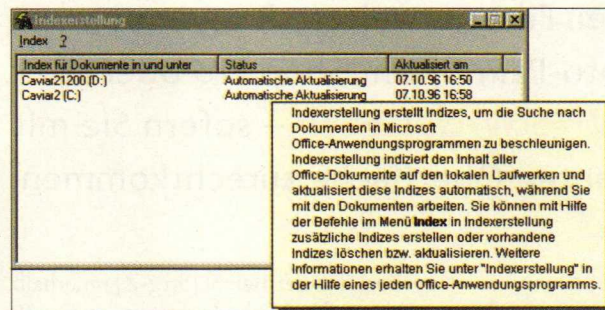 Indexerstellung
Index ?
Index für Dokumente in und unter Status Aktualisiert am
Caviar21200 (D:) Automatische Aktualisierung 07.10.96 16:50
Caviar2 (C:) Automatische Aktualisierung 07.10.96 16:58
Indexerstellung erstellt Indizes, um die Suche nach
Dokumenten in Microsoft
Office-Anwendungsprogrammen zu beschleunigen.
Indexerstellung indiziert den Inhalt aller
Office-Dokumente auf den lokalen Laufwerken und
aktualisiert diese Indizes automatisch, während Sie
mit den Dokumenten arbeiten. Sie können mit Hilfe
der Befehle im Menü Index in Indexerstellung
zusätzliche Indizes erstellen oder vorhandene
Indizes löschen bzw. aktualisieren. Weitere
Informationen erhalten Sie unter "Indexerstellung" in
der Hilfe eines jeden Office-Anwendungsprogramms.
sofern Sie mit